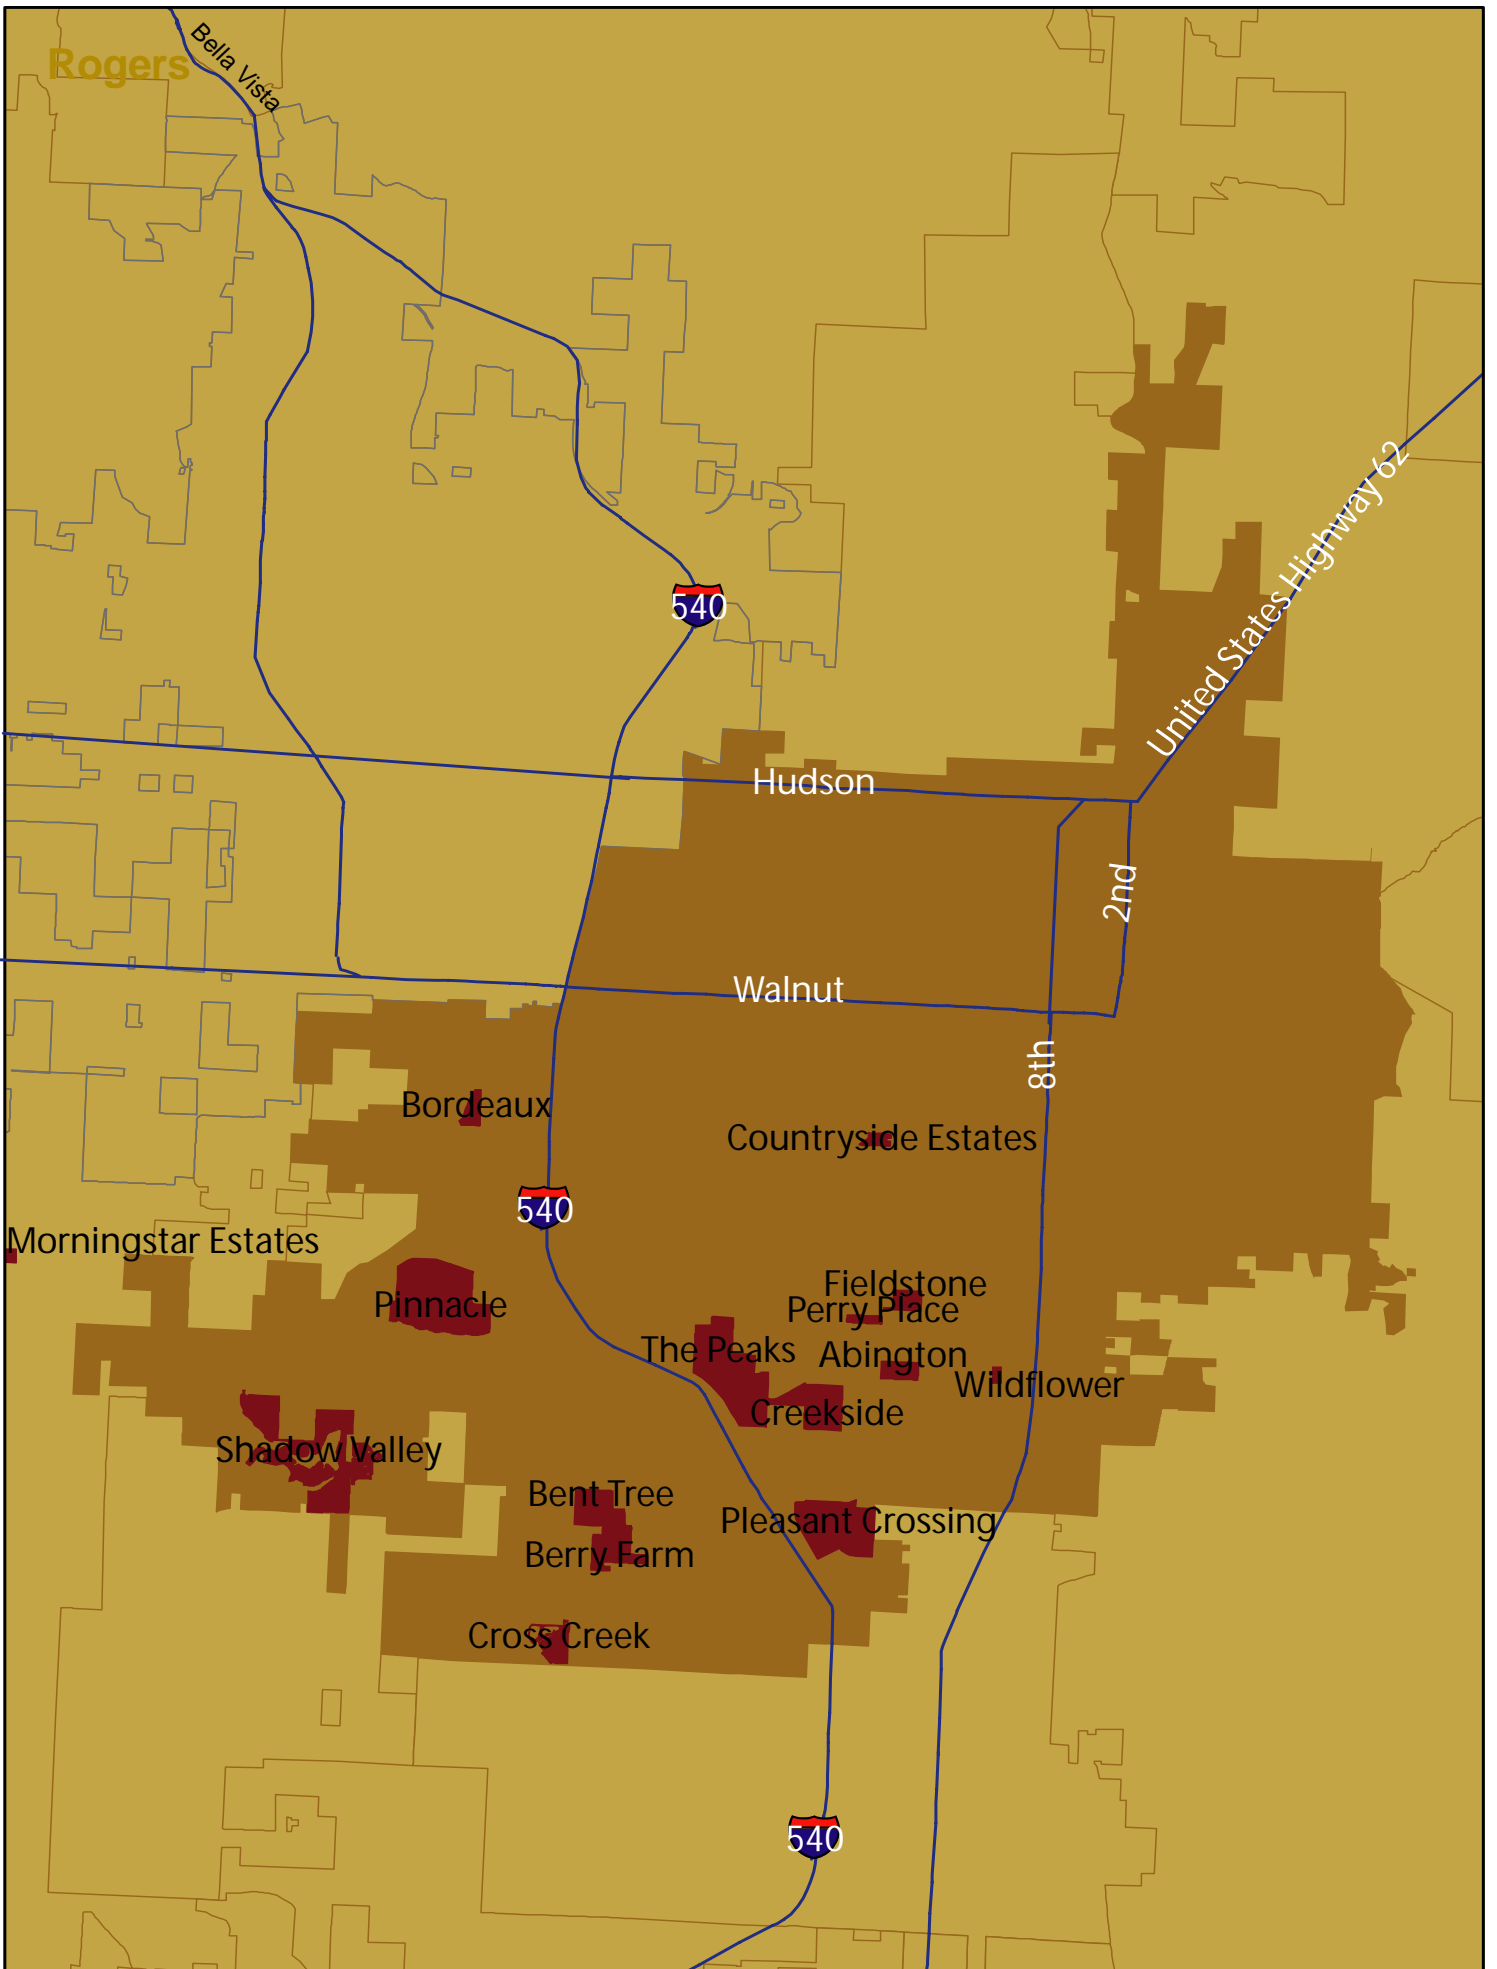 Bella Vista
Rogers
United States Highway 62
540
Hudson
2nd
Walnut
8th
Bordeaux
Countryside Estates
540
Morningstar Estates
Fieldstone
Pinnacle
Perry Place
The Peaks
Abington
Wildflower
Creekside
Shadow Valley
Bent Tree
Pleasant Crossing
Berry Farm
Cross Creek
540